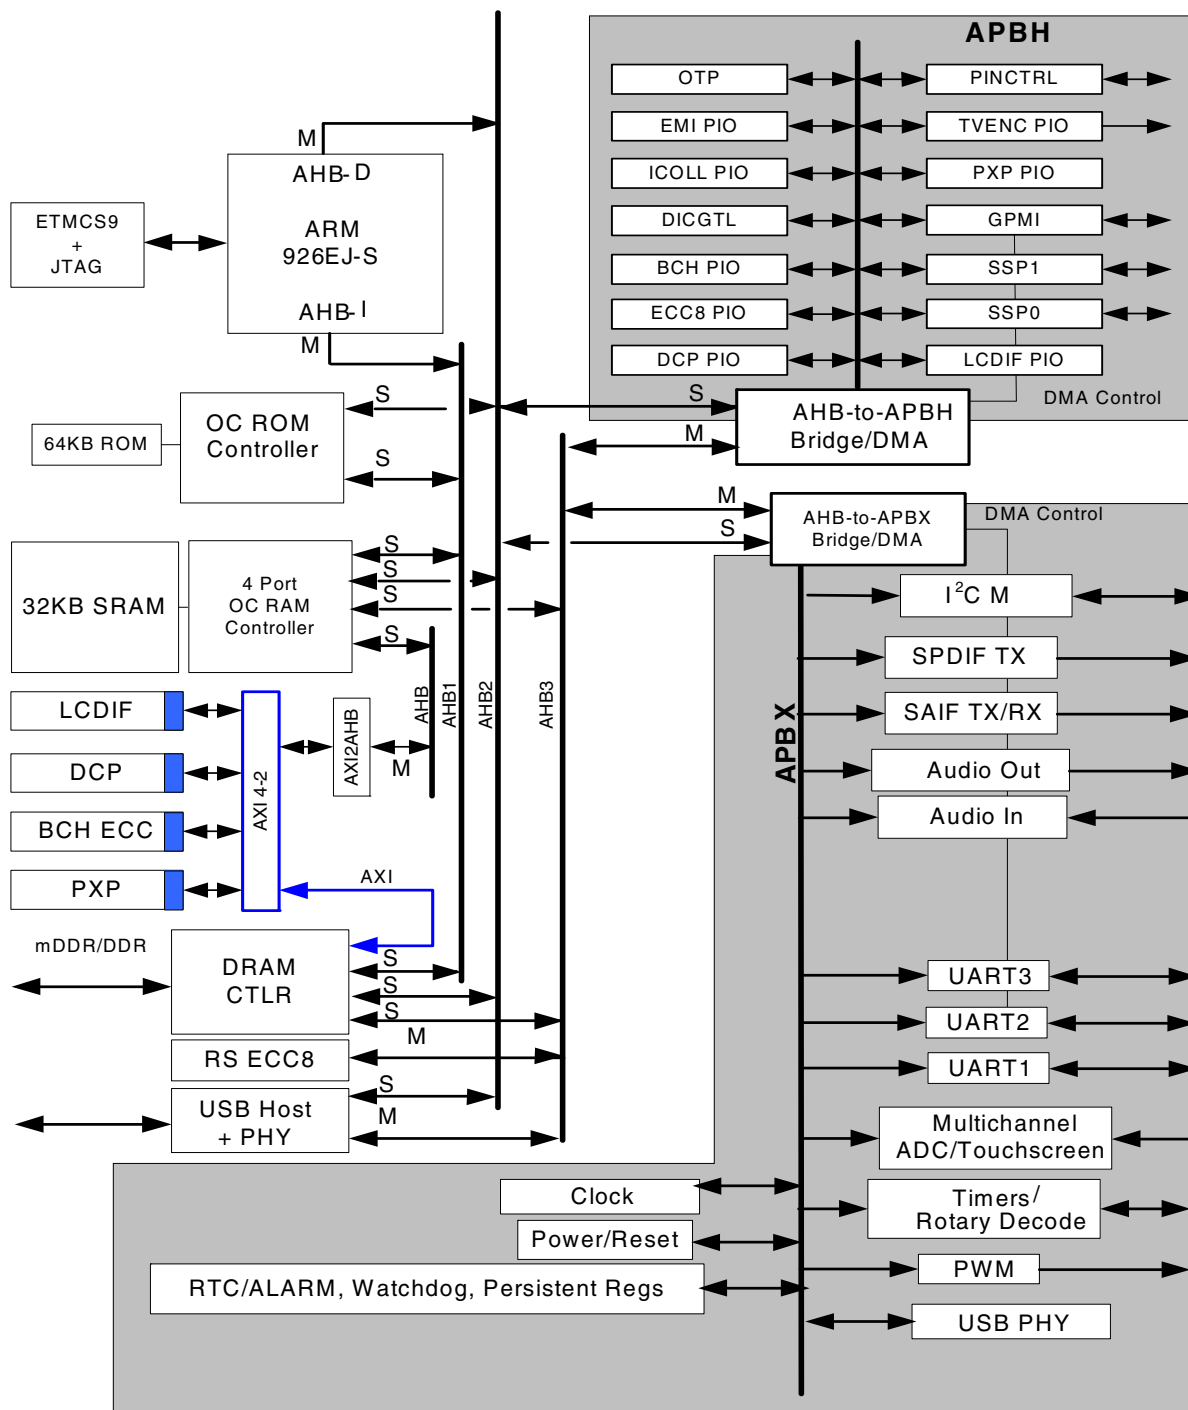 APBH
OTP
PINCTRL
EMI PIO
TVENC PIO
ICOLL PIO
PXP PIO
DICGTL
GPMI
BCH PIO
SSP1
ECC8 PIO
SSP0
DCP PIO
LCDIF PIO
DMA Control
AHB-to-APBH
Bridge/DMA
S
M
M
AHB-D
ARM
926EJ-S
AHB-I
M
ETMCS9
+
JTAG
OC ROM
Controller
64KB ROM
S
S
M
S
AHB-to-APBX
Bridge/DMA
DMA Control
32KB SRAM
4 Port
OC RAM
Controller
S
S
S
S
AHB
AHB1
AHB2
AHB3
LCDIF
DCP
BCH ECC
PXP
AXI 4-2
AXI2AHB
M
AXI
mDDR/DDR
DRAM
CTLR
S
S
S
M
RS ECC8
S
M
USB Host
+ PHY
APBX
I²C M
SPDIF TX
SAIF TX/RX
Audio Out
Audio In
UART3
UART2
UART1
Multichannel
ADC/Touchscreen
Timers/
Rotary Decode
PWM
USB PHY
Clock
Power/Reset
RTC/ALARM, Watchdog, Persistent Regs